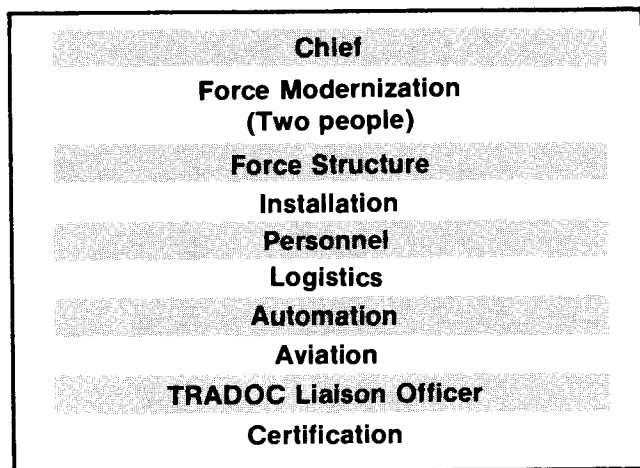 Chief
Force Modernization
(Two people)
Force Structure
Installation
Personnel
Logistics
Automation
Aviation
TRADOC Liaison Officer
Certification